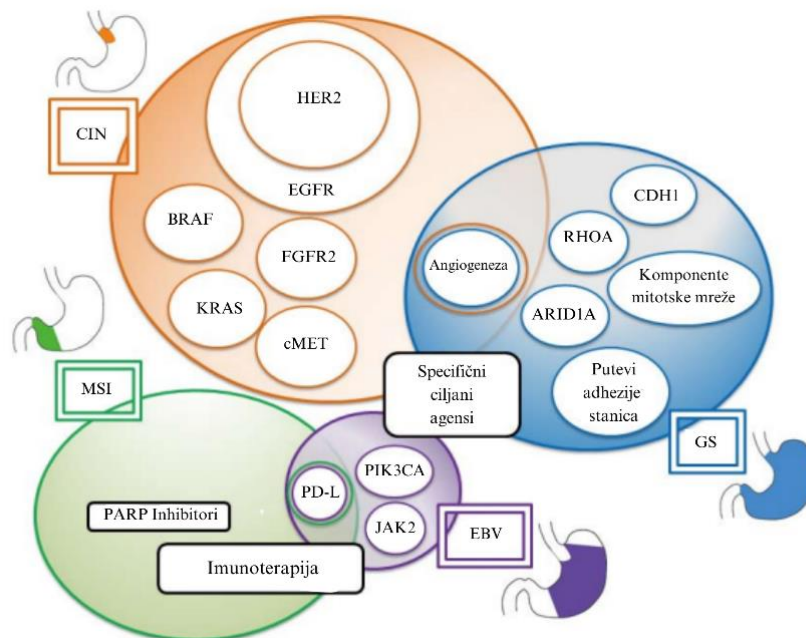 HER2
CIN
EGFR
CDH1
BRAF
RHOA
FGFR2
Angiogeneza
Komponente
mitotske mreže
KRAS
ARID1A
cMET
Specifični
ciljani
agensi
Putevi
adhezije
stanica
MSI
GS
PIK3CA
PD-L
PARP Inhibitori
JAK2
EBV
Imunoterapija